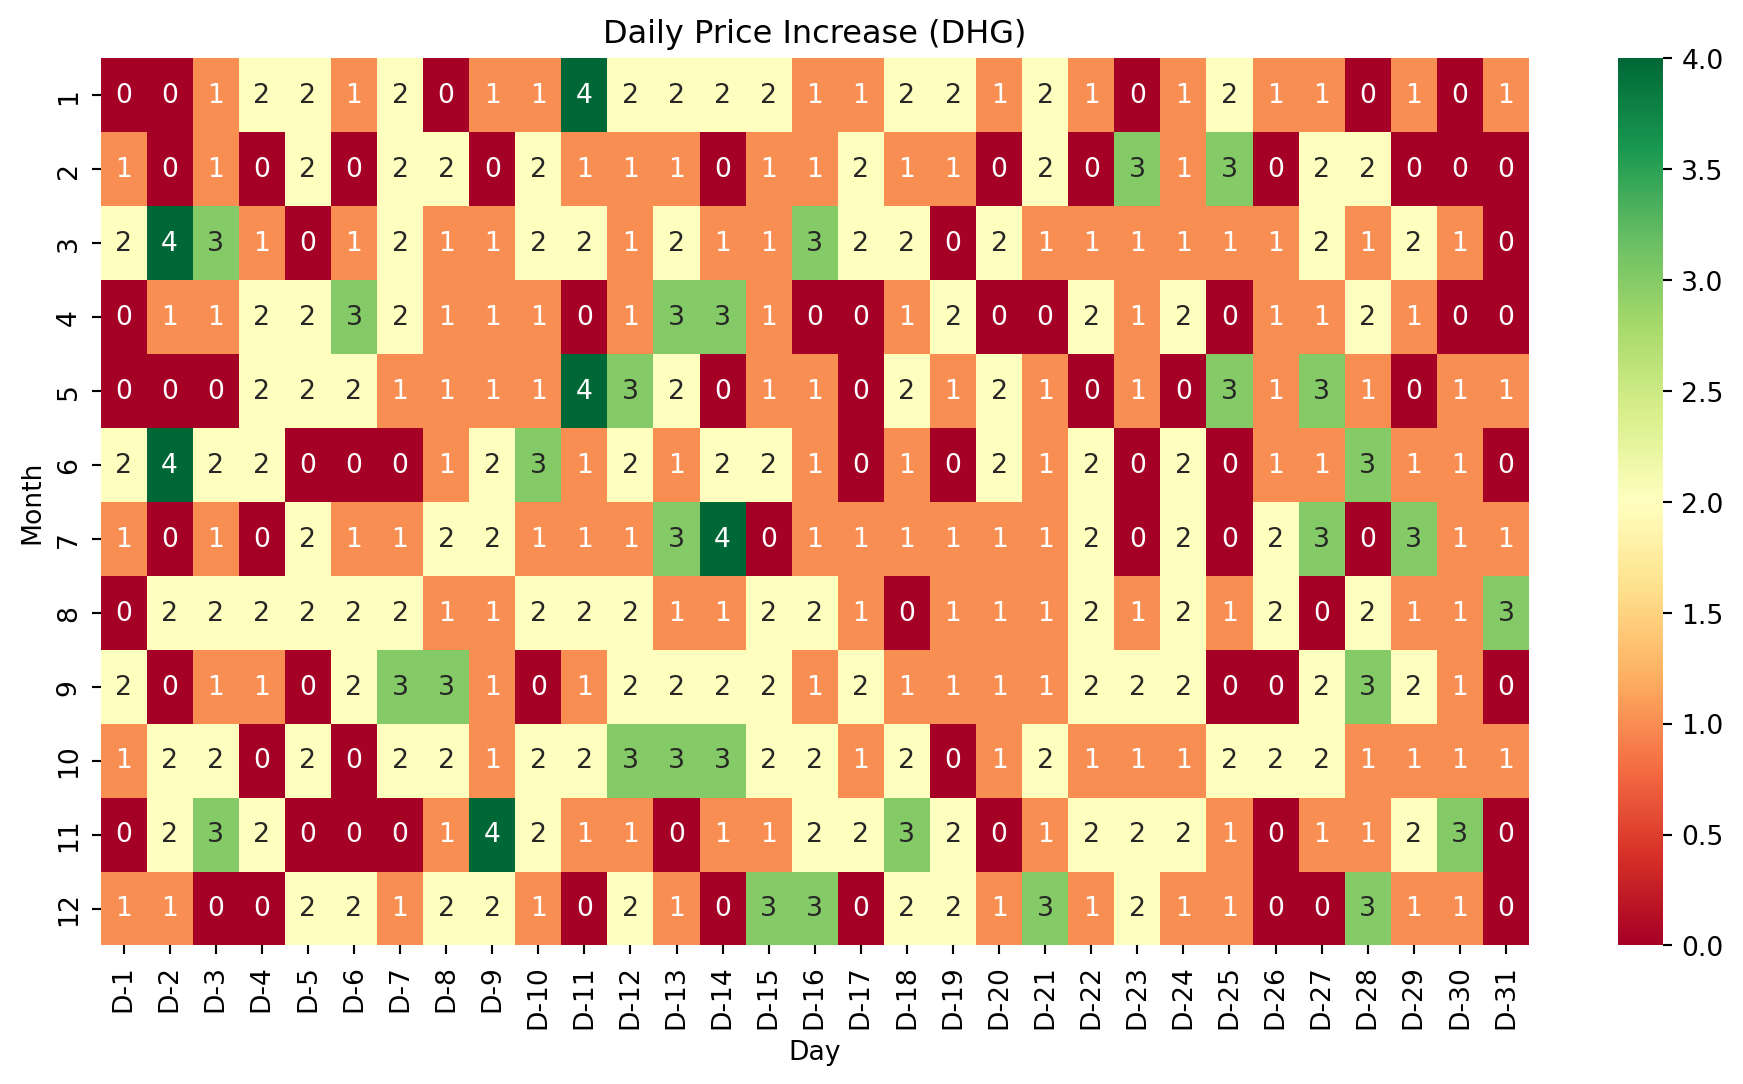 Daily Price Increase (DHG)
1 0 0 1 2 2 1 2 0 1 1 4 2 2 2 2 1 1 2 2 1 2 1 0 1 2 1 1 0 1 0 1
2 1 0 1 0 2 0 2 2 0 2 1 1 1 0 1 1 2 1 1 0 2 0 3 1 3 0 2 2 0 0 0
3 2 4 3 1 0 1 2 1 1 2 2 1 2 1 1 3 2 2 0 2 1 1 1 1 1 1 2 1 2 1 0
4 0 1 1 2 2 3 2 1 1 1 0 1 3 3 1 0 0 1 2 0 0 2 1 2 0 1 1 2 1 0 0
5 0 0 0 2 2 2 1 1 1 1 4 3 2 0 1 1 0 2 1 2 1 0 1 0 3 1 3 1 0 1 1
6 2 4 2 2 0 0 0 1 2 3 1 2 1 2 2 1 0 1 0 2 1 2 0 2 0 1 1 3 1 1 0
7 1 0 1 0 2 1 1 2 2 1 1 1 3 4 0 1 1 1 1 1 1 2 0 2 0 2 3 0 3 1 1
8 0 2 2 2 2 2 2 1 1 2 2 2 1 1 2 2 1 0 1 1 1 2 1 2 1 2 0 2 1 1 3
9 2 0 1 1 0 2 3 3 1 0 1 2 2 2 2 1 2 1 1 1 1 2 2 2 0 0 2 3 2 1 0
10 1 2 2 0 2 0 2 2 1 2 2 3 3 3 2 2 1 2 0 1 2 1 1 1 2 2 2 1 1 1 1
11 0 2 3 2 0 0 0 1 4 2 1 1 0 1 1 2 2 3 2 0 1 2 2 2 1 0 1 1 2 3 0
12 1 1 0 0 2 2 1 2 2 1 0 2 1 0 3 3 0 2 2 1 3 1 2 1 1 0 0 3 1 1 0
Month
D-1 D-2 D-3 D-4 D-5 D-6 D-7 D-8 D-9 D-10 D-11 D-12 D-13 D-14 D-15 D-16 D-17 D-18 D-19 D-20 D-21 D-22 D-23 D-24 D-25 D-26 D-27 D-28 D-29 D-30 D-31
Day
4.0
3.5
3.0
2.5
2.0
1.5
1.0
0.5
0.0